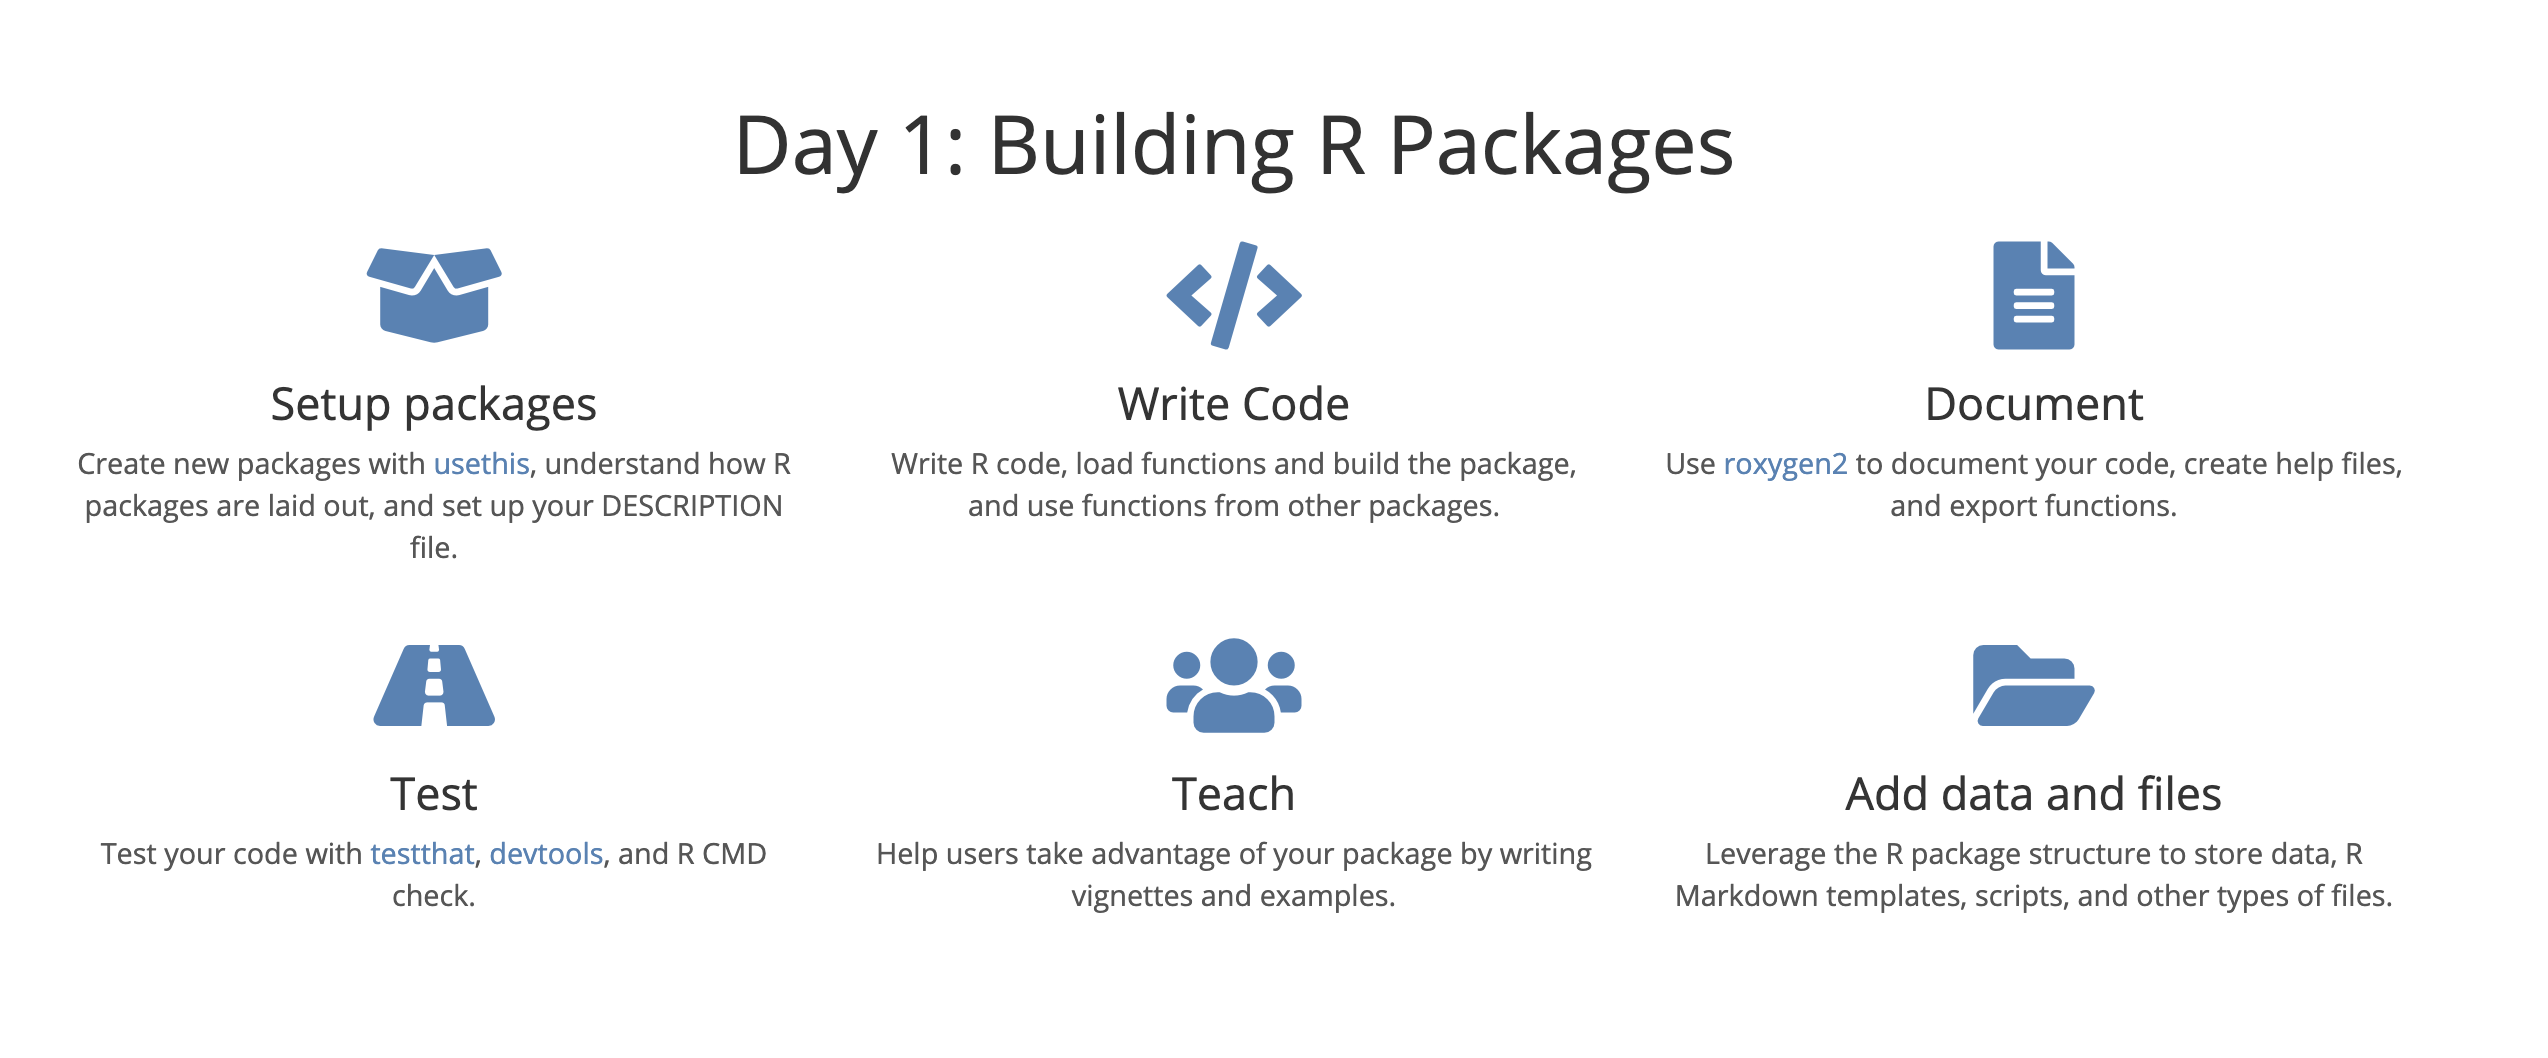 Day 1: Building R Packages
Setup packages
Create new packages with usethis, understand how R
packages are laid out, and set up your DESCRIPTION
file.
Write Code
Write R code, load functions and build the package,
and use functions from other packages.
Document
Use roxygen2 to document your code, create help files,
and export functions.
Test
Test your code with testthat, devtools, and R CMD
check.
Teach
Help users take advantage of your package by writing
vignettes and examples.
Add data and files
Leverage the R package structure to store data, R
Markdown templates, scripts, and other types of files.